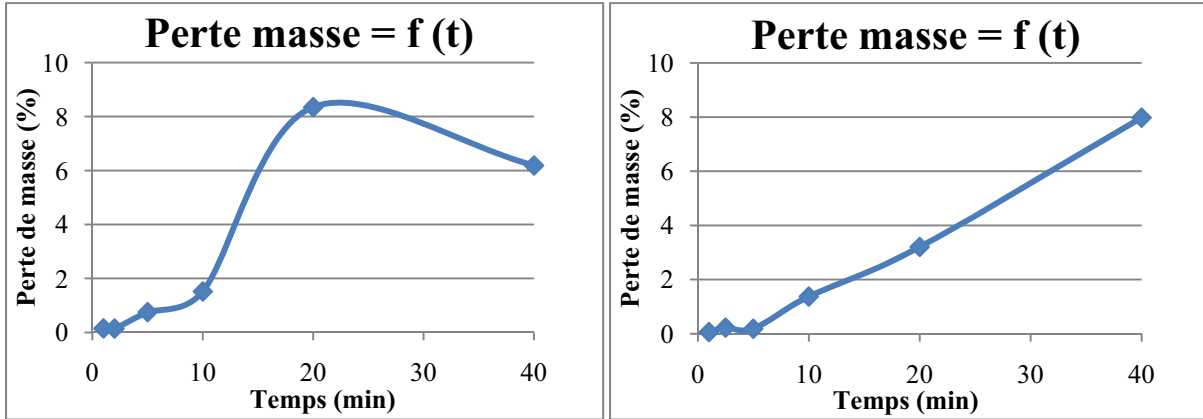 Perte masse = f (t)
Perte de masse (%)
10
8
6
4
2
0
0 10 20 30 40
Temps (min)
Perte masse = f (t)
Perte de masse (%)
10
8
6
4
2
0
0 10 20 30 40
Temps (min)